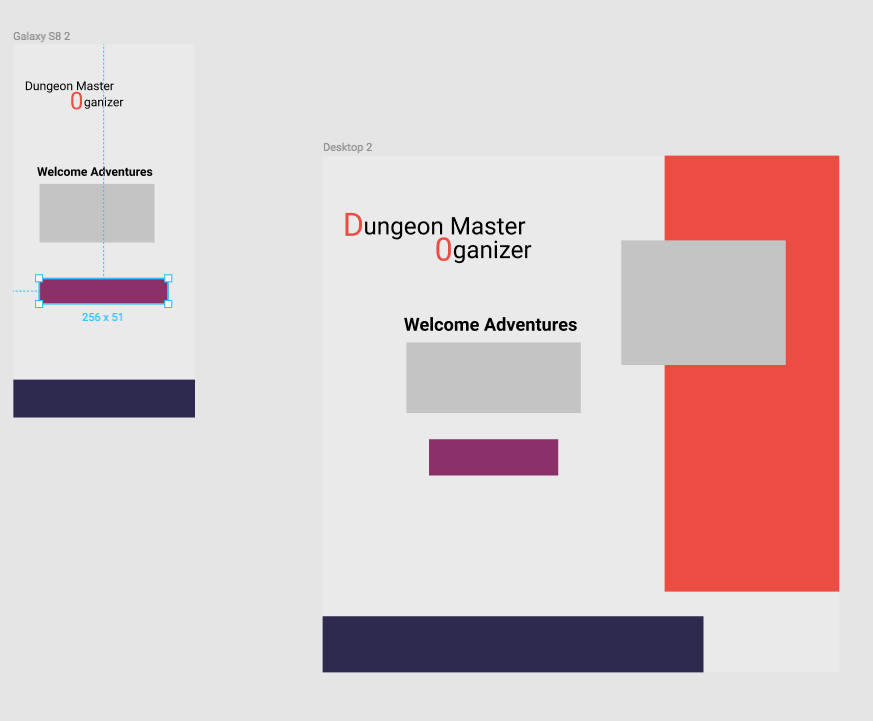 Galaxy S8 2
Dungeon Master
Oganizer
Welcome Adventures
256 x 51
Desktop 2
Dungeon Master
Oganizer
Welcome Adventures